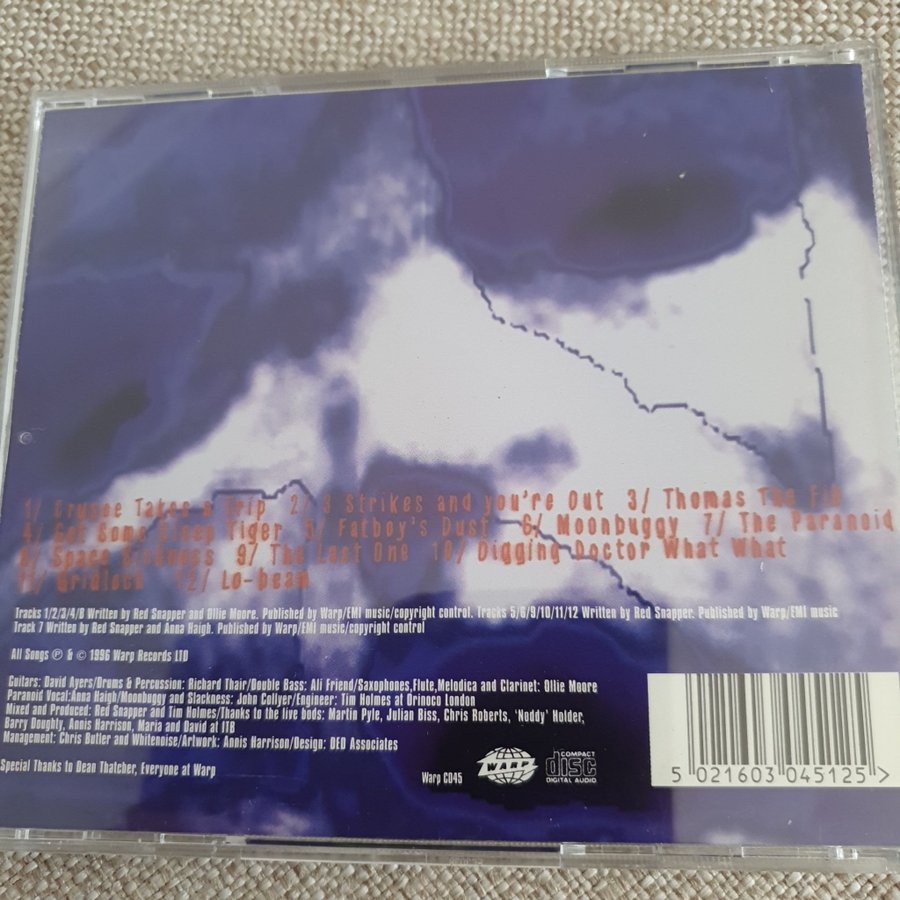 1/ Crusoe Takes a Trip 2/ 3 Strikes and you're Out 3/ Thomas The Fib
4/ Get Some Sleep Tiger 5/ Fatboy's Dust 6/ Moonbuggy 7/ The Paranoid
8/ Space Sickness 9/ The Last One 10/ Digging Doctor What What
11/ Gridlock 12/ Lo-beam
Tracks 1/2/3/4/8 Written by Red Snapper and Ollie Moore. Published by Warp/EMI music/copyright control. Tracks 5/6/9/10/11/12 Written by Red Snapper. Published by Warp/EMI music
Track 7 Written by Red Snapper and Anna Haigh. Published by Warp/EMI music/copyright control
All Songs ℗ & © 1996 Warp Records LTD
Guitars: David Ayers/Drums & Percussion: Richard Thair/Double Bass: Ali Friend/Saxophones,Flute,Melodica and Clarinet: Ollie Moore
Paranoid Vocal:Anna Haigh/Moonbuggy and Slackness: John Collyer/Engineer: Tim Holmes at Orinoco London
Mixed and Produced: Red Snapper and Tim Holmes/Thanks to the live bods: Martin Pyle, Julian Biss, Chris Roberts, 'Noddy' Holder,
Barry Doughty, Annis Harrison, Maria and David at ITB
Management: Chris Butler and Whitenoise/Artwork: Annis Harrison/Design: DED Associates
Special Thanks to Dean Thatcher, Everyone at Warp
Warp CD45
WARP
COMPACT
disc
DIGITAL AUDIO
5 021603 045125 >